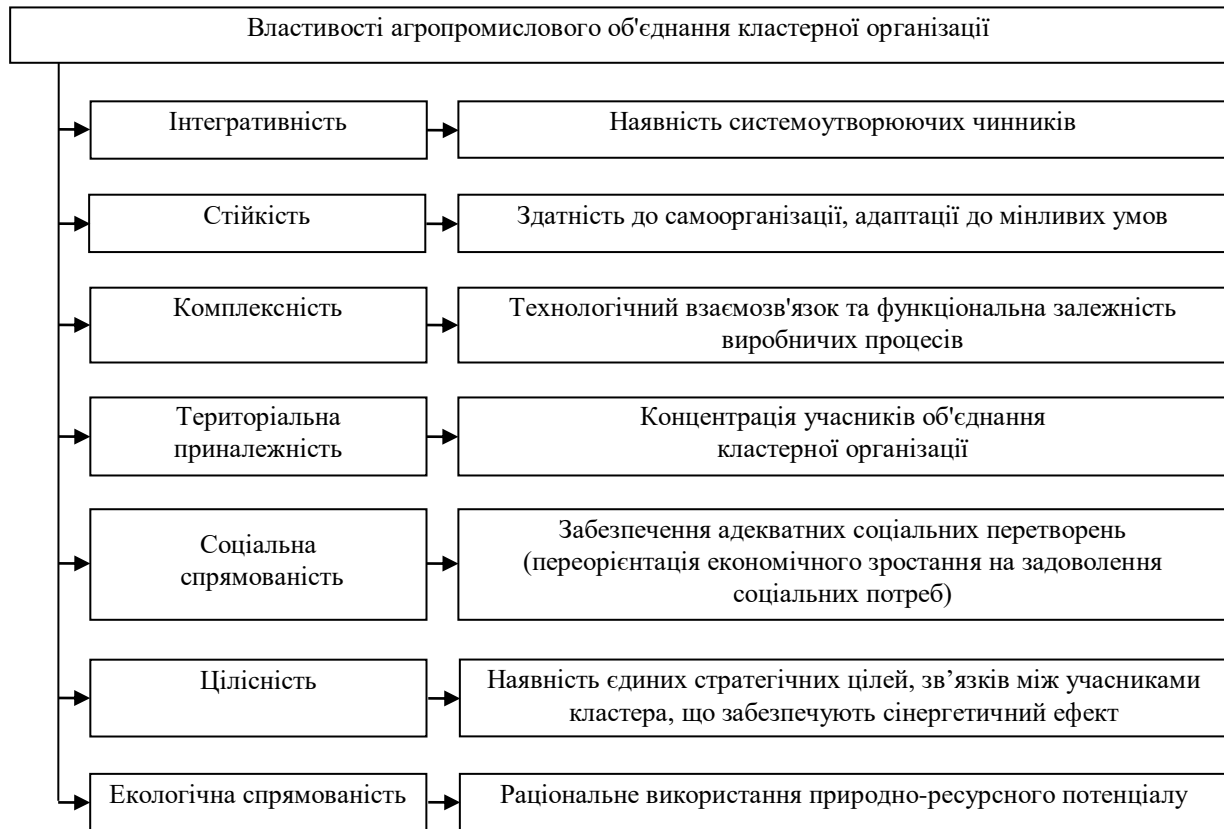 Властивості агропромислового об'єднання кластерної організації
Інтегративність
Наявність системоутворюючих чинників
Стійкість
Здатність до самоорганізації, адаптації до мінливих умов
Комплексність
Технологічний взаємозв'язок та функціональна залежність
виробничих процесів
Територіальна
приналежність
Концентрація учасників об'єднання
кластерної організації
Соціальна
спрямованість
Забезпечення адекватних соціальних перетворень
(переорієнтація економічного зростання на задоволення
соціальних потреб)
Цілісність
Наявність єдиних стратегічних цілей, зв’язків між учасниками
кластера, що забезпечують сінергетичний ефект
Екологічна спрямованість
Раціональне використання природно-ресурсного потенціалу